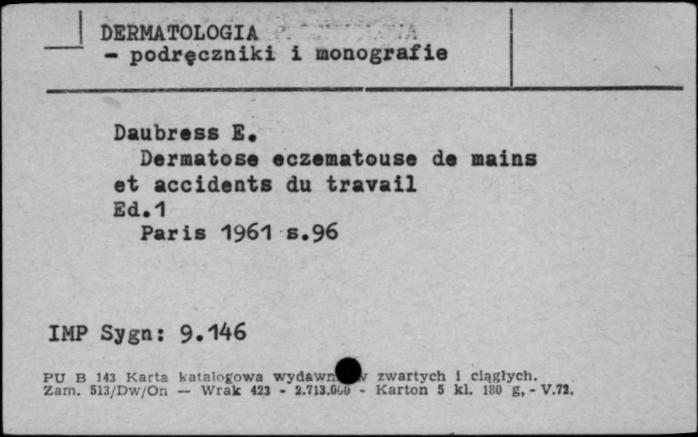 DERMATOLOGIA
- podręczniki i monografie
Daubress E.
Dermatose eczematouse de mains
et accidents du travail
Ed.1
Paris 1961 s.96
IMP Sygn: 9.146
PU B 143 Karta katalogowa zwartych i ciągłych.
Zam. 513/Dw/On — Wrak 423 - 2.713.000 - Karton 5 kl. 180 g, - V.72.